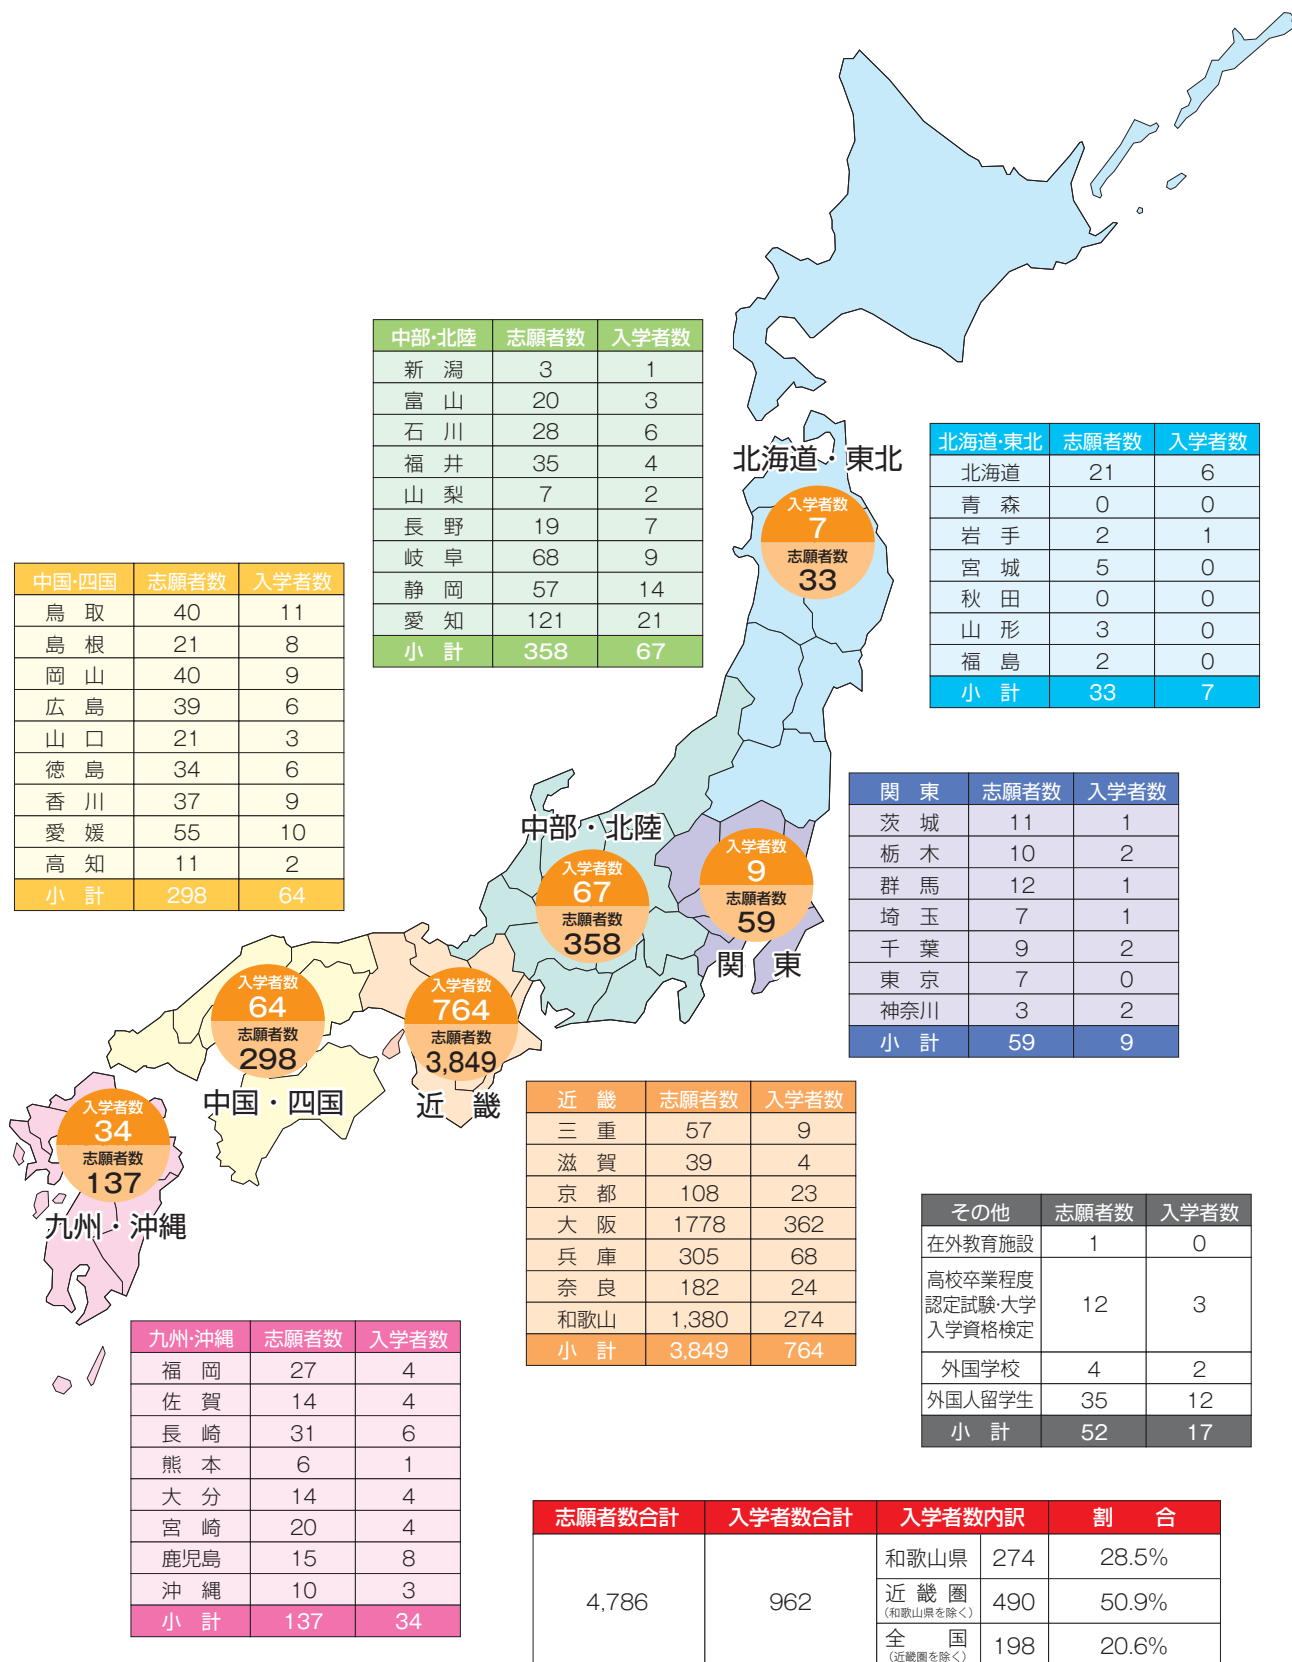 中部・北陸 志願者数 入学者数
新潟 3 1
富山 20 3
石川 28 6
福井 35 4
山梨 7 2
長野 19 7
岐阜 68 9
静岡 57 14
愛知 121 21
小計 358 67
北海道・東北
入学者数
7
志願者数
33
北海道・東北 志願者数 入学者数
北海道 21 6
青森 0 0
岩手 2 1
宮城 5 0
秋田 0 0
山形 3 0
福島 2 0
小計 33 7
中国・四国 志願者数 入学者数
鳥取 40 11
島根 21 8
岡山 40 9
広島 39 6
山口 21 3
徳島 34 6
香川 37 9
愛媛 55 10
高知 11 2
小計 298 64
中部・北陸
入学者数
67
志願者数
358
入学者数
9
志願者数
59
関東
関東 志願者数 入学者数
茨城 11 1
栃木 10 2
群馬 12 1
埼玉 7 1
千葉 9 2
東京 7 0
神奈川 3 2
小計 59 9
入学者数
64
志願者数
298
中国・四国
入学者数
764
志願者数
3,849
近畿
入学者数
34
志願者数
137
九州・沖縄
近畿 志願者数 入学者数
三重 57 9
滋賀 39 4
京都 108 23
大阪 1778 362
兵庫 305 68
奈良 182 24
和歌山 1,380 274
小計 3,849 764
その他 志願者数 入学者数
在外教育施設 1 0
高校卒業程度
認定試験・大学 12 3
入学資格検定
外国学校 4 2
外国人留学生 35 12
小計 52 17
九州・沖縄 志願者数 入学者数
福岡 27 4
佐賀 14 4
長崎 31 6
熊本 6 1
大分 14 4
宮崎 20 4
鹿児島 15 8
沖縄 10 3
小計 137 34
志願者数合計 入学者数合計 入学者数内訳 割合
4,786 962 和歌山県 274 28.5%
近畿圏 490 50.9%
(和歌山県を除く)
全国 198 20.6%
(近畿圏を除く)